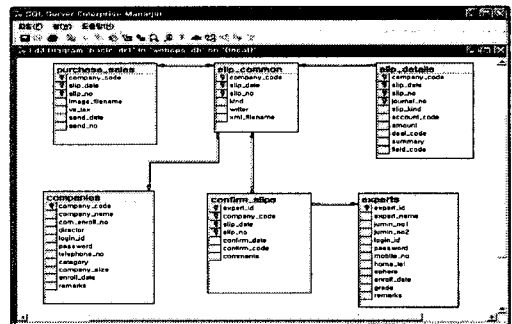 SQL Server Enterprise Manager
purchase_sales
company_code
slip_date
slip_no
image_filename
vs_tax
send_date
send_no
slip_common
company_code
slip_date
slip_no
kind
writer
xml_filename
slip_details
company_code
slip_date
slip_no
journal_no
slip_kind
account_code
amount
deal_code
summary
field_code
companies
company_code
company_name
com_enroll_no
director
login_id
password
telephone_no
category
company_size
enroll_date
remarks
confirm_slips
expert_id
company_code
slip_date
slip_no
confirm_date
confirm_code
comments
experts
expert_id
expert_name
jumin_no1
jumin_no2
login_id
password
mobile_no
home_tel
sphere
enroll_date
grade
remarks